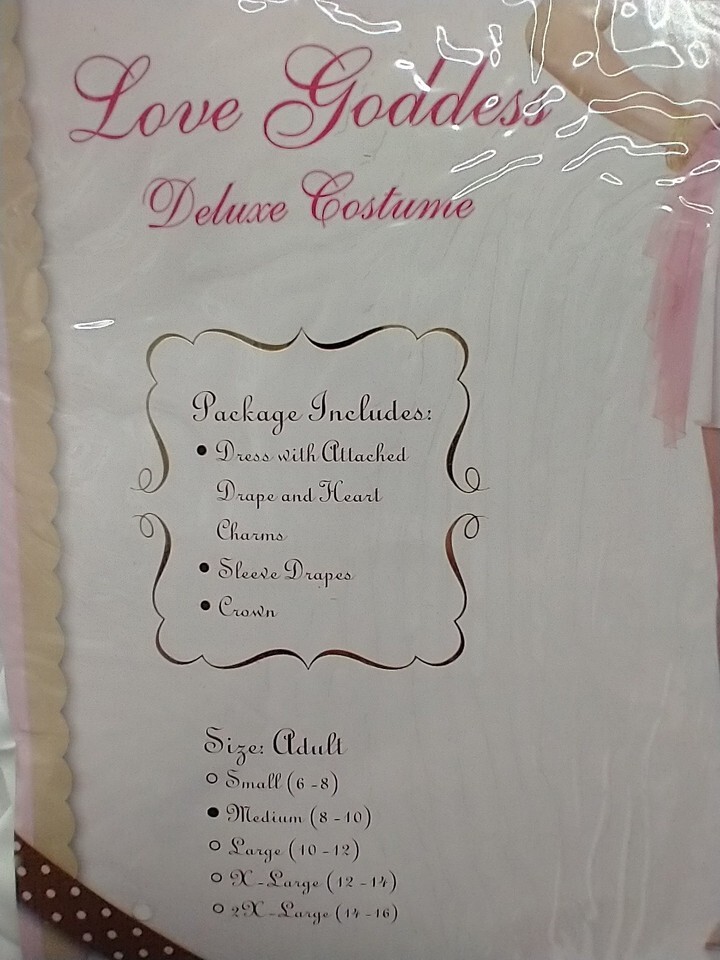 Love Goddess
Deluxe Costume
Package Includes:
● Dress with Attached
Drape and Heart
Charms
● Sleeve Drapes
● Crown
Size: Adult
○ Small (6-8)
● Medium (8-10)
○ Large (10-12)
○ X-Large (12-14)
○ 2X-Large (14-16)